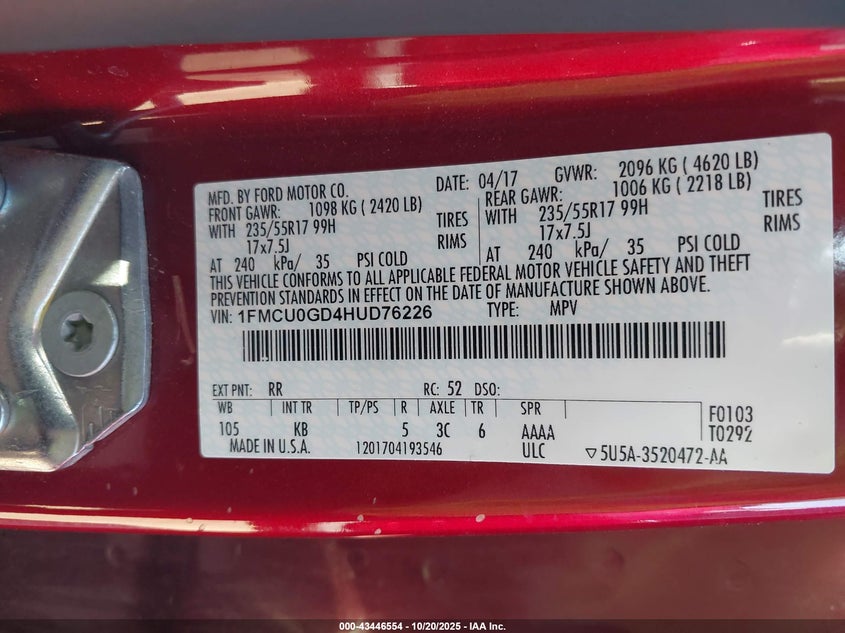 MFD. BY FORD MOTOR CO.
DATE: 04/17
GVWR: 2096 KG ( 4620 LB)
FRONT GAWR: 1098 KG ( 2420 LB)
REAR GAWR: 1006 KG ( 2218 LB)
WITH 235/55R17 99H TIRES
WITH 235/55R17 99H TIRES
17x7.5J RIMS
17x7.5J RIMS
AT 240 kPa/ 35 PSI COLD
AT 240 kPa/ 35 PSI COLD
THIS VEHICLE CONFORMS TO ALL APPLICABLE FEDERAL MOTOR VEHICLE SAFETY AND THEFT
PREVENTION STANDARDS IN EFFECT ON THE DATE OF MANUFACTURE SHOWN ABOVE.
VIN: 1FMCU0GD4HUD76226 TYPE: MPV
EXT PNT: RR RC: 52 DSO:
WB INT TR TP/PS R AXLE TR SPR F0103
105 KB 5 3C 6 AAAA T0292
MADE IN U.S.A. 1201704193546 ULC ▽5U5A-3520472-AA
000-43446554 | 10/20/2025 - IAA Inc.